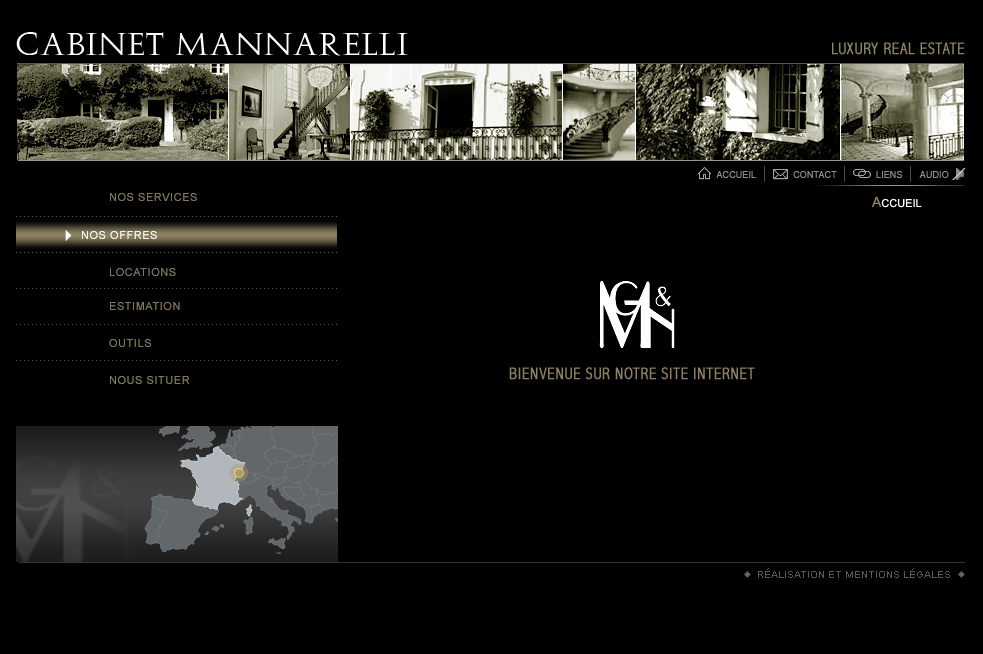 CABINET MANNARELLI
LUXURY REAL ESTATE
ACCUEIL
CONTACT
LIENS
AUDIO
ACCUEIL
NOS SERVICES
NOS OFFRES
LOCATIONS
ESTIMATION
OUTILS
NOUS SITUER
BIENVENUE SUR NOTRE SITE INTERNET
RÉALISATION ET MENTIONS LÉGALES